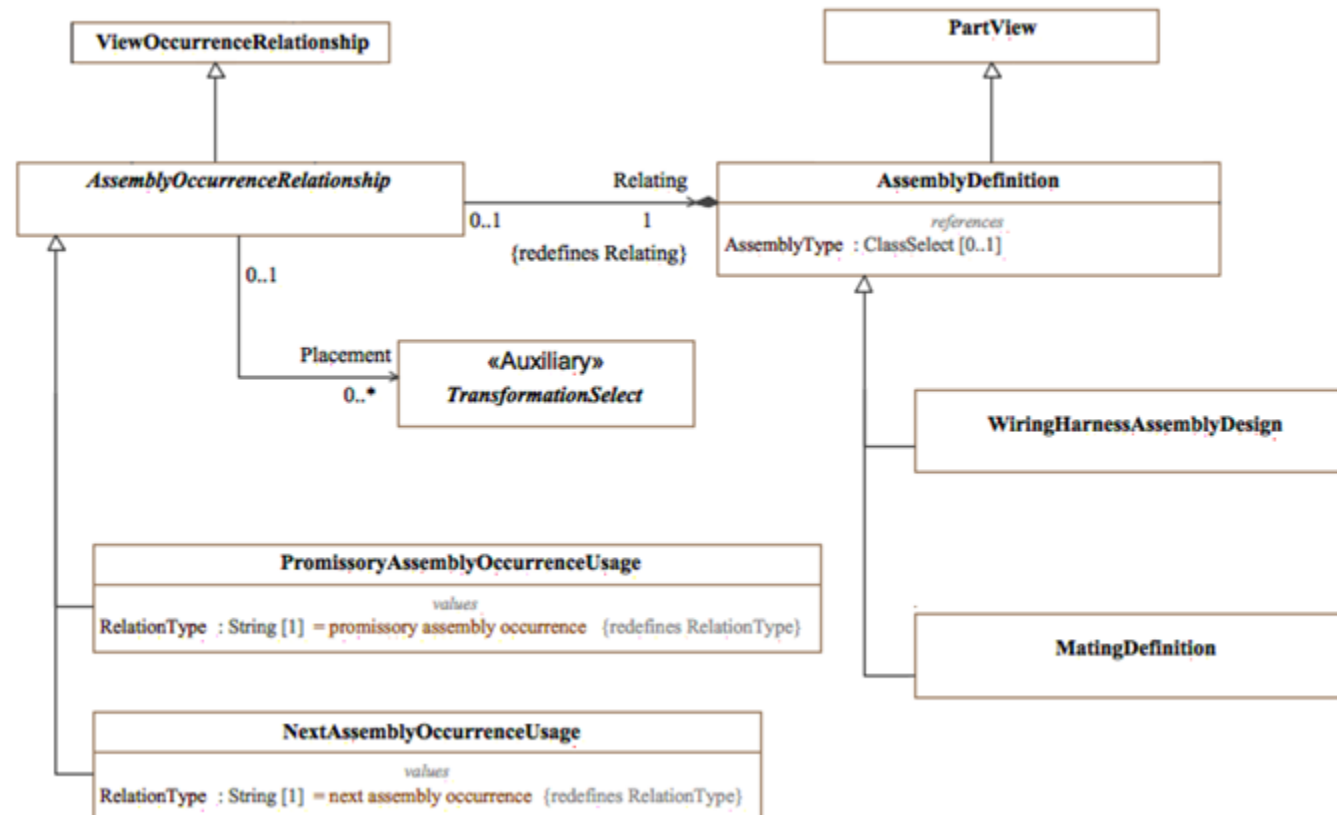 ViewOccurrenceRelationship
PartView
AssemblyOccurrenceRelationship
Relating
0..1
1
{redefines Relating}
AssemblyDefinition
references
AssemblyType : ClassSelect [0..1]
0..1
Placement
0..*
«Auxiliary»
TransformationSelect
WiringHarnessAssemblyDesign
PromissoryAssemblyOccurrenceUsage
values
RelationType : String [1] = promissory assembly occurrence {redefines RelationType}
MatingDefinition
NextAssemblyOccurrenceUsage
values
RelationType : String [1] = next assembly occurrence {redefines RelationType}